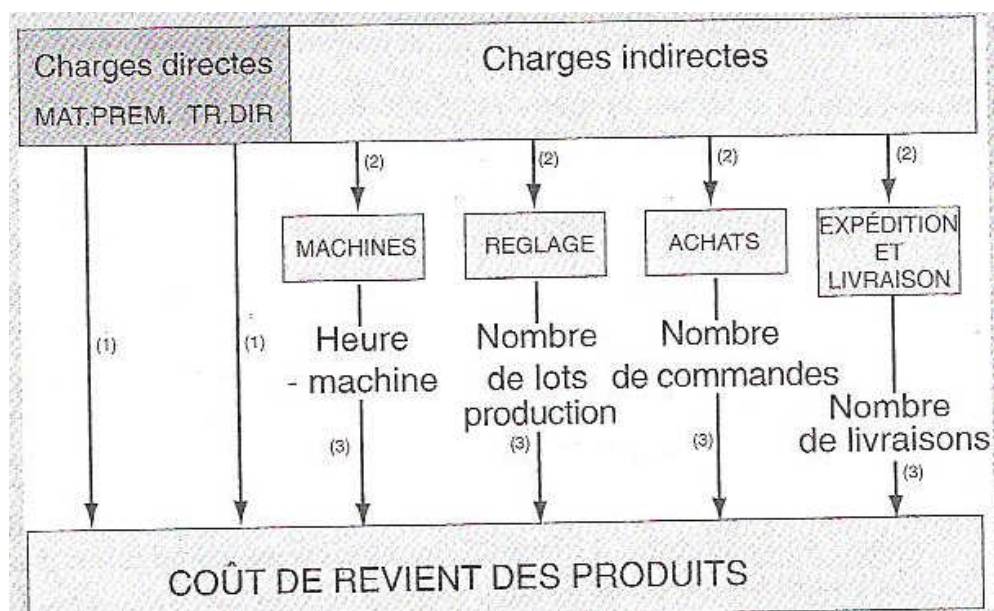 Charges directes
MAT.PREM. TR.DIR
Charges indirectes
(2)
(2)
(2)
(2)
MACHINES
REGLAGE
ACHATS
EXPÉDITION
ET
LIVRAISON
(1)
(1)
Heure
- machine
Nombre
de lots
production
Nombre
de commandes
Nombre
de livraisons
(3)
(3)
(3)
(3)
COÛT DE REVIENT DES PRODUITS